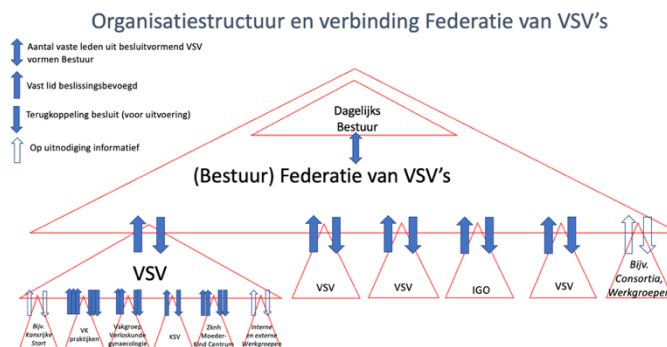 Organisatiestructuur en verbinding Federatie van VSV's
Aantal vaste leden uit besluitvormend VSV
vormen Bestuur
Vast lid beslissingsbevoegd
Terugkoppeling besluit (voor uitvoering)
Op uitnodiging informatief
Dagelijks
Bestuur
(Bestuur) Federatie van VSV's
VSV
VSV
VSV
IGO
VSV
Bijv.
Consortia,
Werkgroepen
Bijv.
Kansrijke
Start
VK
praktijken
Vakgroep
Verloskunde
gynaecologie
KSV
Zknh
Moeder-
Kind Centrum
Interne
en externe
Werkgroepen